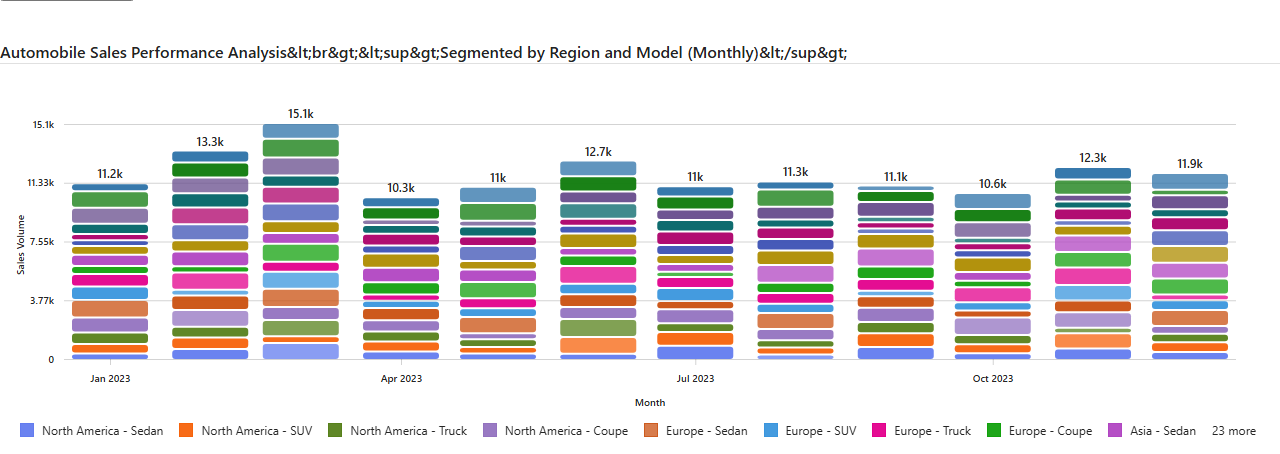 Automobile Sales Performance Analysis&lt;br&gt;&lt;sup&gt;Segmented by Region and Model (Monthly)&lt;/sup&gt;
15.1k
13.3k
12.7k
12.3k
11.9k
11.2k
11.3k
11k
11k
11.1k
10.6k
10.3k
15.1k
11.33k
7.55k
3.77k
0
Sales Volume
Jan 2023 Apr 2023 Jul 2023 Oct 2023
Month
North America - Sedan North America - SUV North America - Truck North America - Coupe Europe - Sedan Europe - SUV Europe - Truck Europe - Coupe Asia - Sedan 23 more